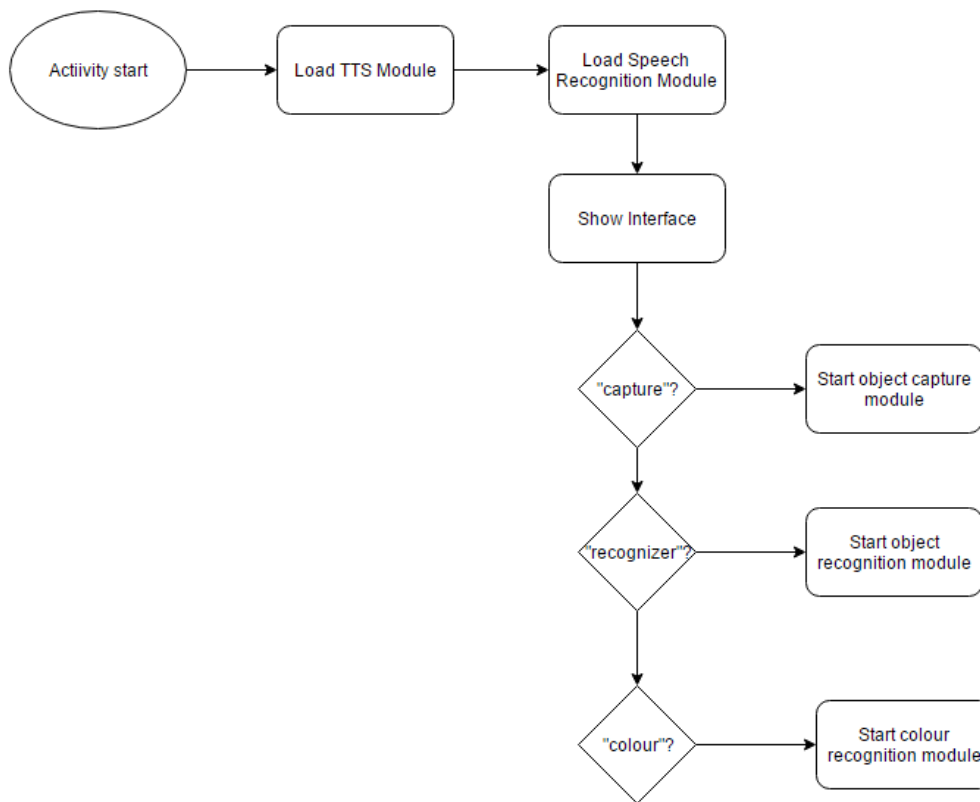 Actiivity start
Load TTS Module
Load Speech
Recognition Module
Show Interface
"capture"?
Start object capture
module
"recognizer"?
Start object
recognition module
"colour"?
Start colour
recognition module